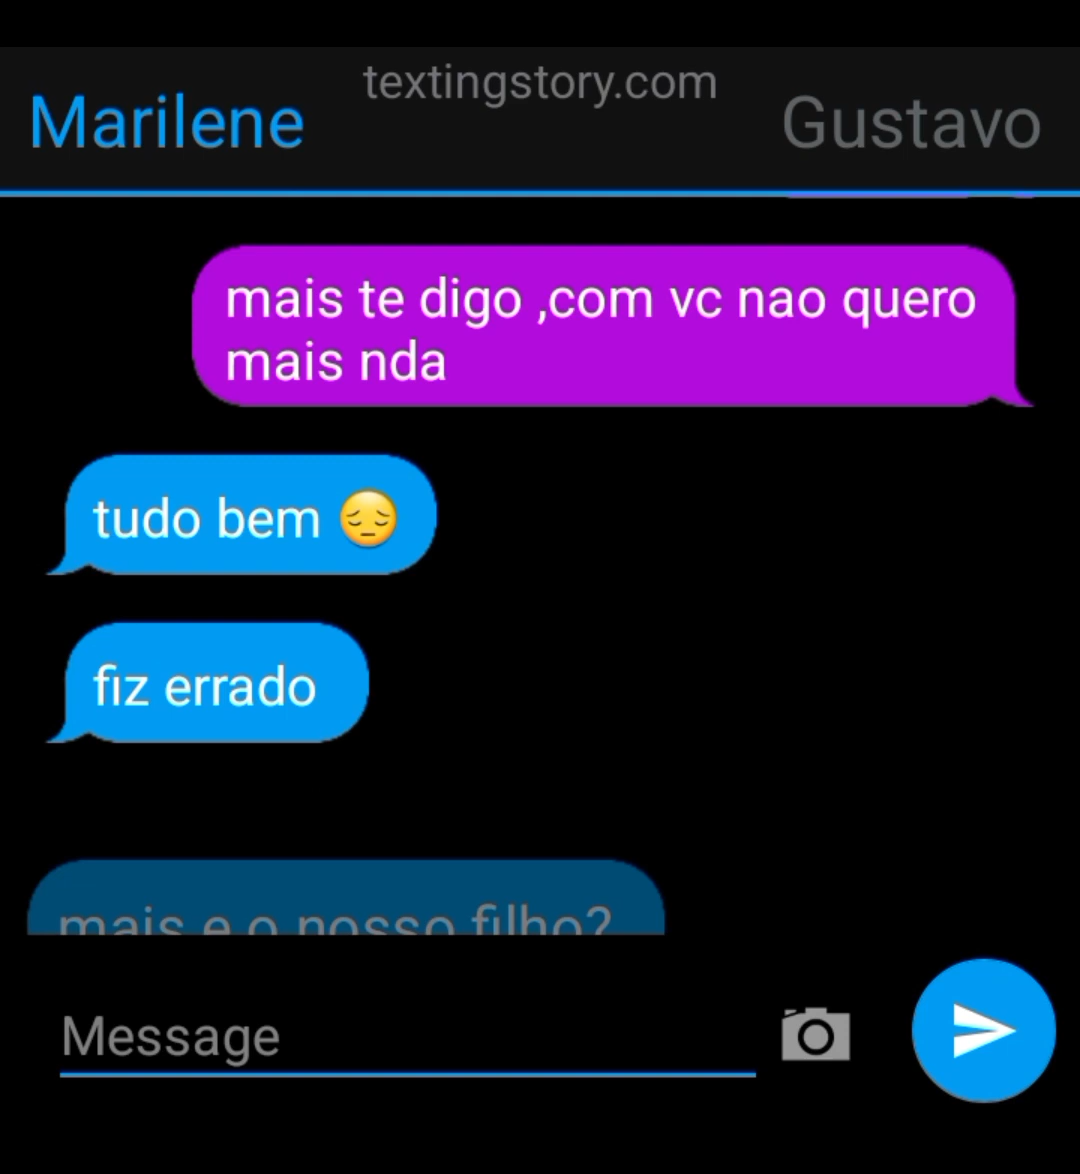 textingstory.com
Marilene
Gustavo
mais te digo ,com vc nao quero
mais nda
tudo bem 😔
fiz errado
mais e o nosso filho?
Message